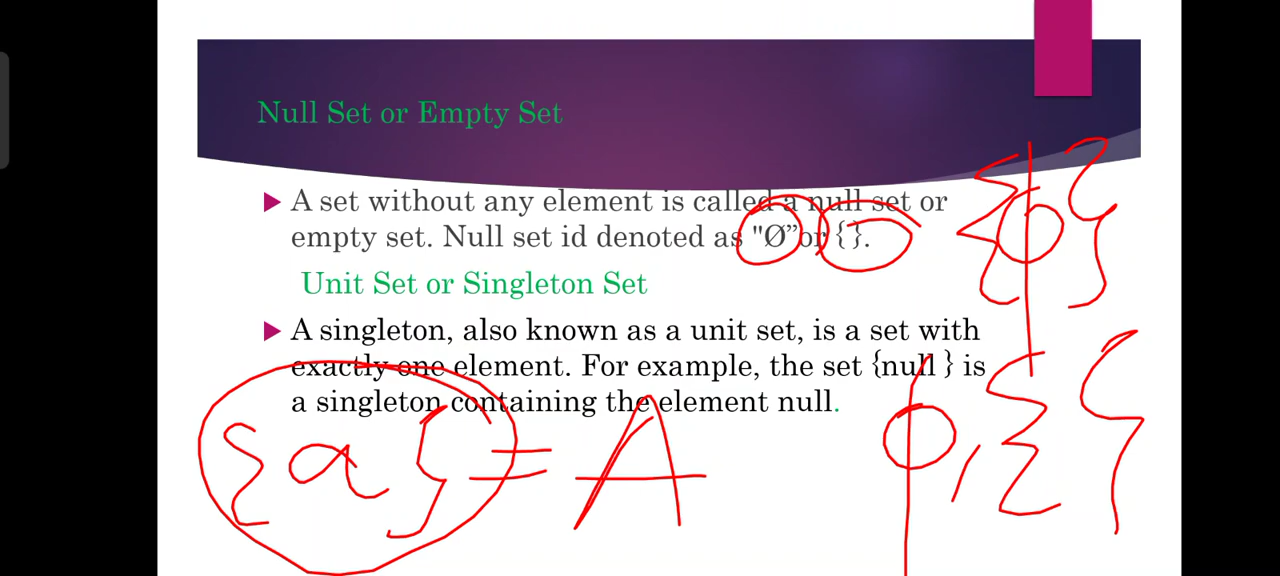 Null Set or Empty Set
A set without any element is called a null set or
empty set. Null set id denoted as "Ø” or { }.
Unit Set or Singleton Set
A singleton, also known as a unit set, is a set with
exactly one element. For example, the set {null } is
a singleton containing the element null.
{ϕ}
{a} = A
ϕ, { }